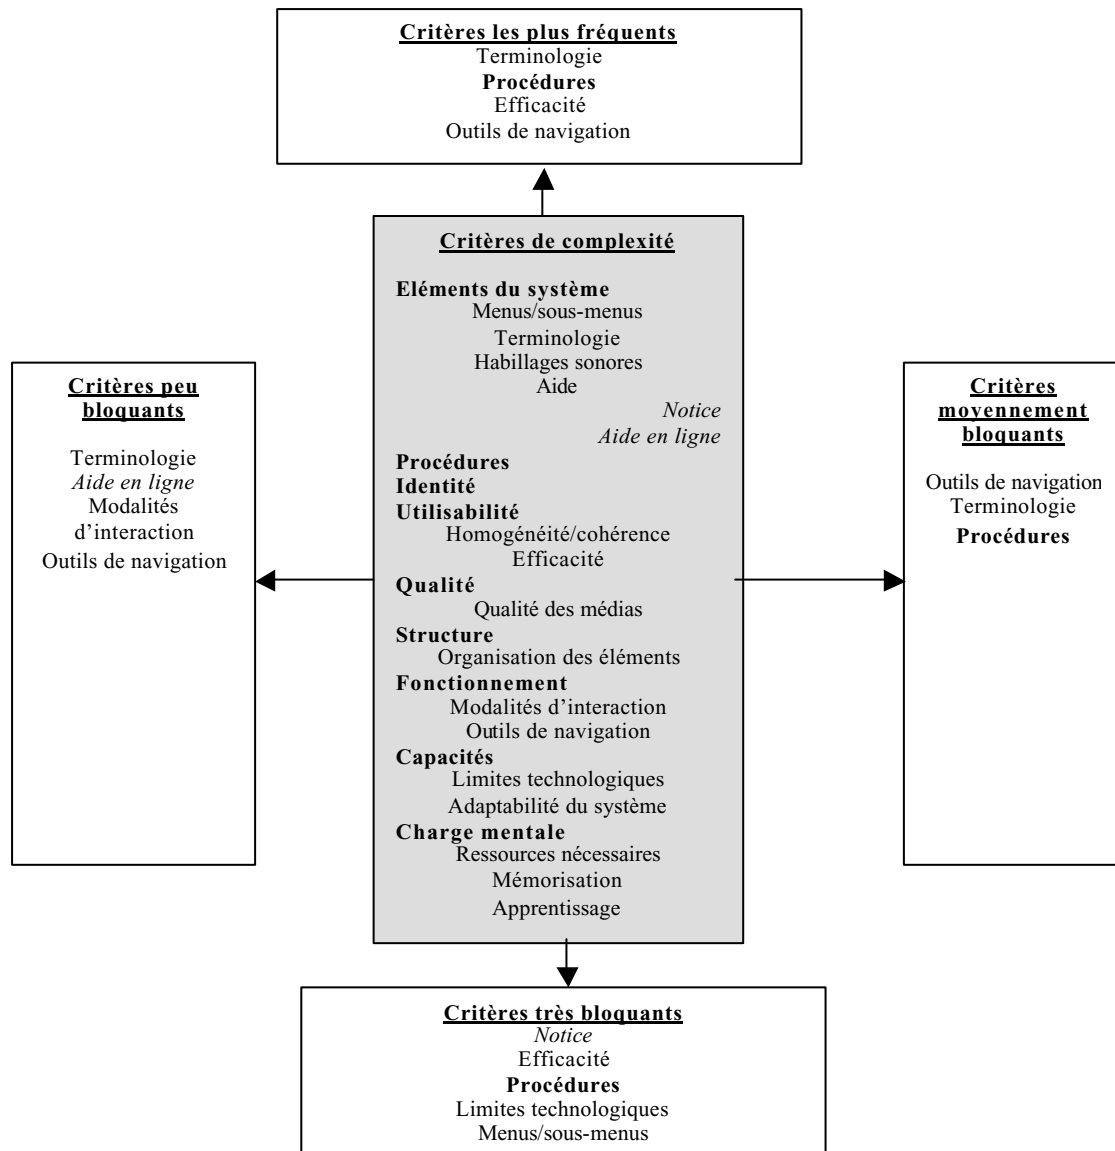 Critères les plus fréquents
Terminologie
Procédures
Efficacité
Outils de navigation
Critères de complexité
Eléments du système
Menus/sous-menus
Terminologie
Habillages sonores
Aide
Notice
Aide en ligne
Procédures
Identité
Utilisabilité
Homogénéité/cohérence
Efficacité
Qualité
Qualité des médias
Structure
Organisation des éléments
Fonctionnement
Modalités d’interaction
Outils de navigation
Capacités
Limites technologiques
Adaptabilité du système
Charge mentale
Ressources nécessaires
Mémorisation
Apprentissage
Critères peu
bloquants
Terminologie
Aide en ligne
Modalités
d’interaction
Outils de navigation
Critères
moyennement
bloquants
Outils de navigation
Terminologie
Procédures
Critères très bloquants
Notice
Efficacité
Procédures
Limites technologiques
Menus/sous-menus